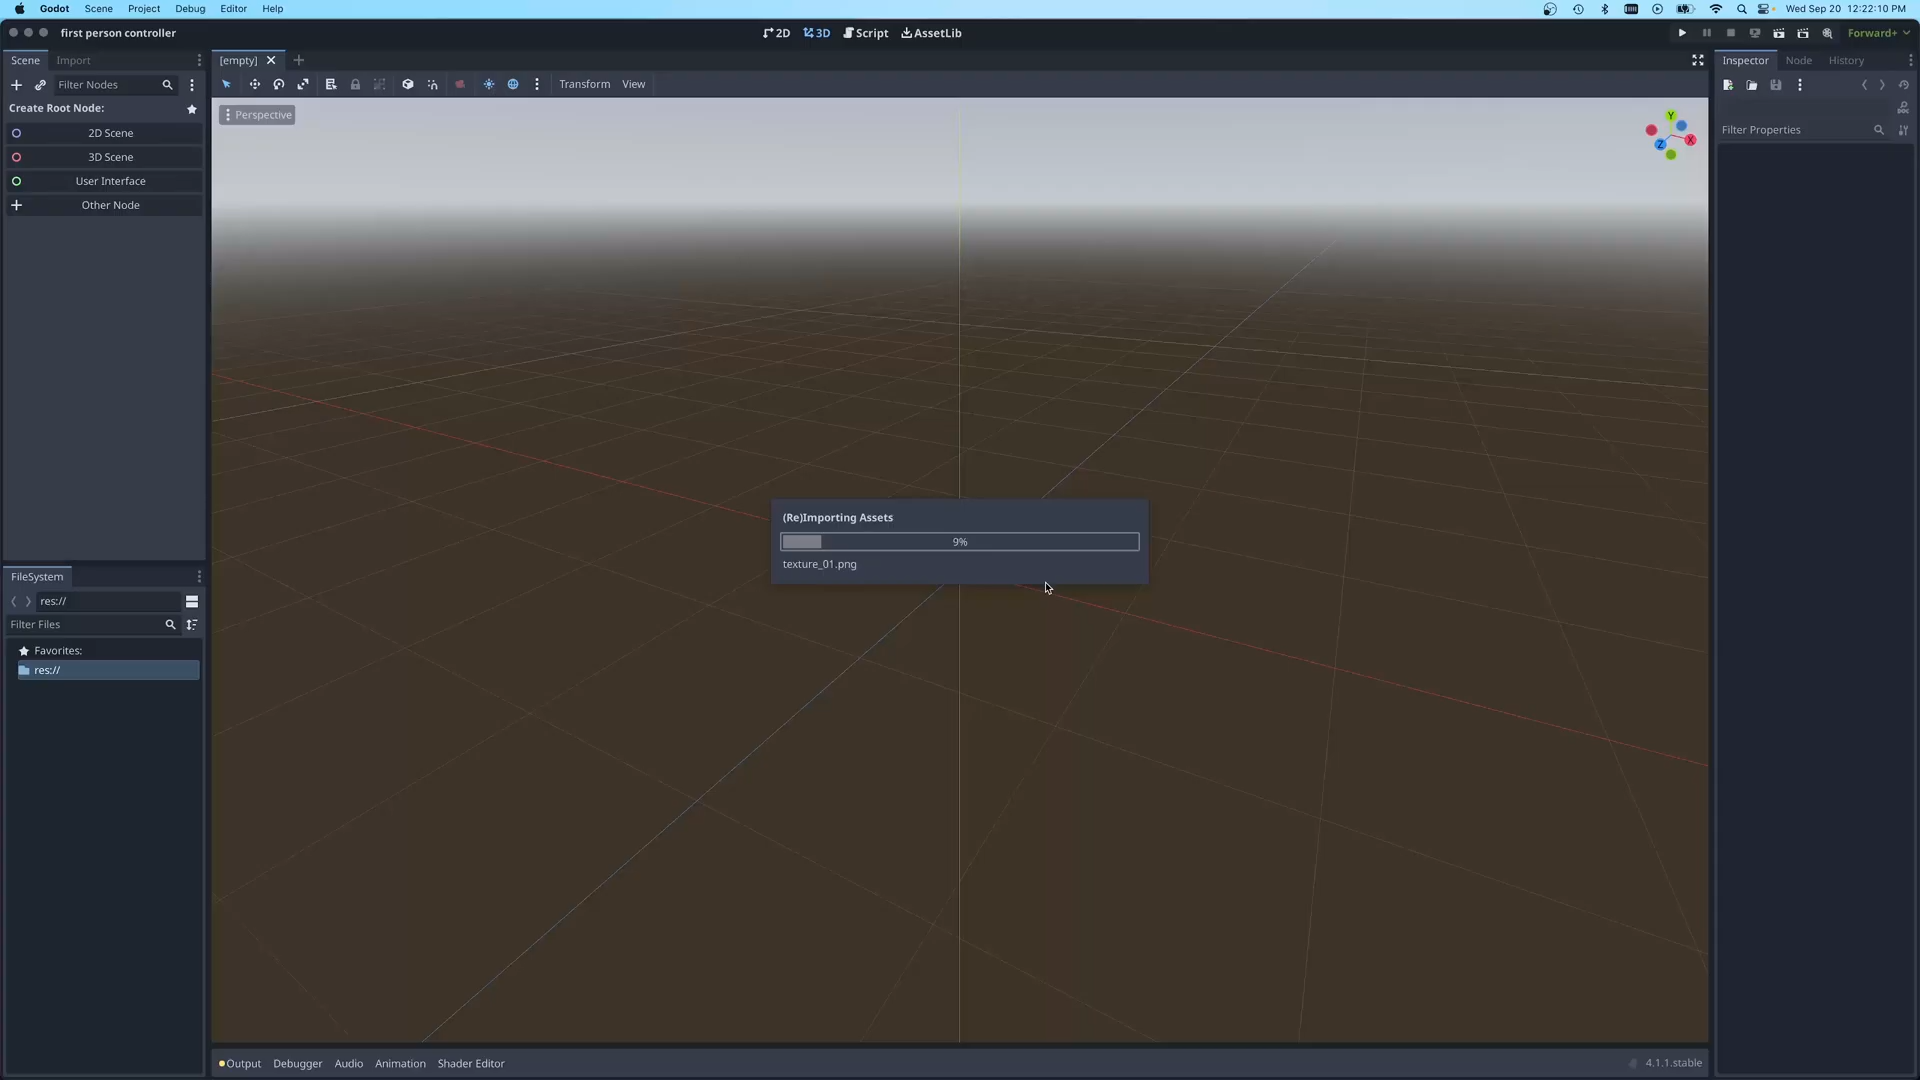 Godot Scene Project Debug Editor Help Wed Sep 20 12:22:10 PM
first person controller 2D 3D Script AssetLib Forward+
Scene Import [empty] Inspector Node History
Filter Nodes Transform View
Create Root Node:
Perspective
Y
X
Z
Filter Properties
2D Scene
3D Scene
User Interface
Other Node
(Re)Importing Assets
9%
texture_01.png
FileSystem
res://
Filter Files
Favorites:
res://
Output Debugger Audio Animation Shader Editor 4.1.1.stable